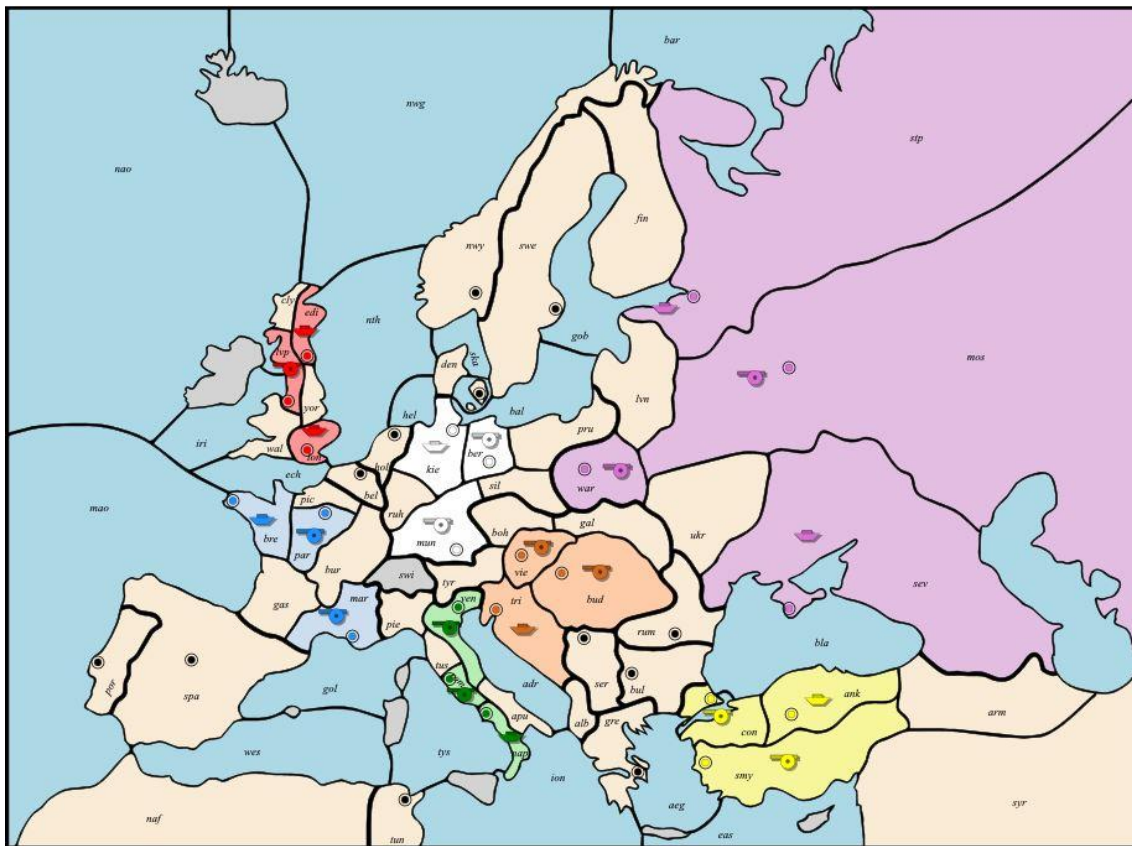 bar
nwg
stp
nao
fin
nwy
swe
cly
edi
nth
gob
mos
lvp
den
ska
yor
lvn
hel
bal
iri
wal
lon
hol
kie
ber
pru
ech
bel
sil
war
mao
pic
ruh
bre
par
mun
boh
gal
ukr
bur
vie
swi
tyr
bud
sev
gas
mar
ven
tri
pie
rum
bla
por
spa
gol
tus
rom
adr
ser
bul
ank
apu
alb
gre
con
arm
wes
tys
nap
ion
smy
aeg
syr
naf
tun
eas